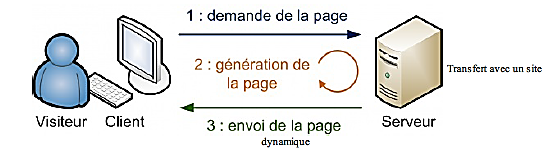 1 : demande de la page
2 : génération de
la page
Transfert avec un site
3 : envoi de la page
dynamique
Visiteur Client Serveur